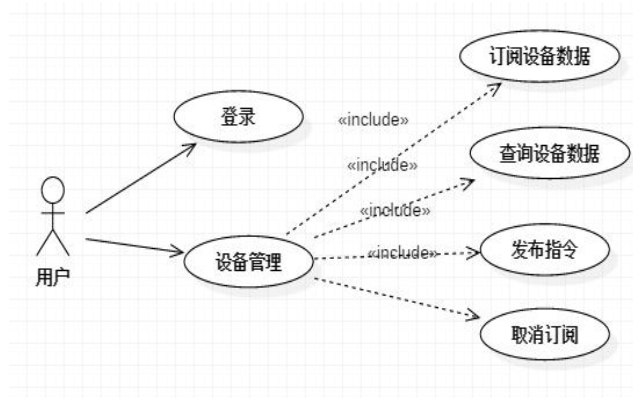 订阅设备数据
登录
«include»
查询设备数据
«include»
«include»
用户
设备管理
«include»
发布指令
取消订阅